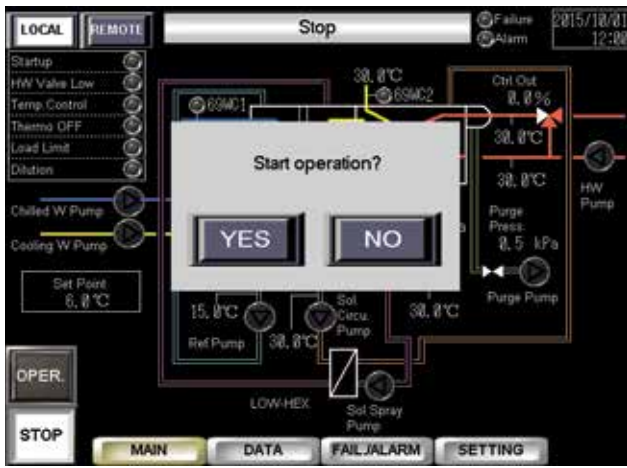 LOCAL REMOTE Stop Failure 2015/10/01
Alarm 12:00
Startup
HW Valve Low
Temp.Control
Thermo OFF
Load Limit
Dilution
30.0℃
69WC1
69WC2
Ctrl Out
0.0%
30.0℃
30.0℃
HW
Pump
Start operation?
YES NO
Chilled W Pump
Cooling W Pump
Purge
Press.
0.5 kPa
Purge Pump
Set Point
6.0℃
15.0℃
Ref Pump
30.0℃
Sol
Circu.
Pump
30.0℃
LOW-HEX
Sol Spray
Pump
OPER.
STOP
MAIN DATA FAIL./ALARM SETTING